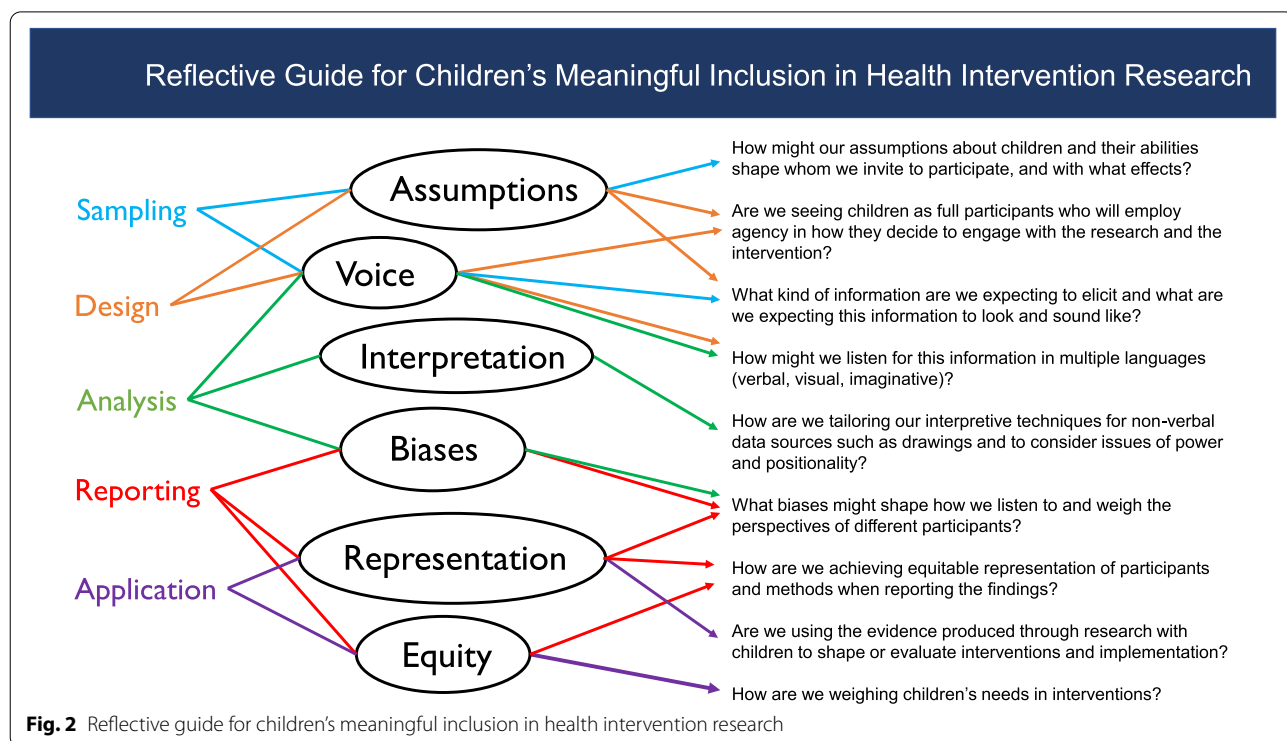 Reflective Guide for Children’s Meaningful Inclusion in Health Intervention Research
Sampling
Design
Analysis
Reporting
Application
Assumptions
Voice
Interpretation
Biases
Representation
Equity
How might our assumptions about children and their abilities
shape whom we invite to participate, and with what effects?
Are we seeing children as full participants who will employ
agency in how they decide to engage with the research and the
intervention?
What kind of information are we expecting to elicit and what are
we expecting this information to look and sound like?
How might we listen for this information in multiple languages
(verbal, visual, imaginative)?
How are we tailoring our interpretive techniques for non-verbal
data sources such as drawings and to consider issues of power
and positionality?
What biases might shape how we listen to and weigh the
perspectives of different participants?
How are we achieving equitable representation of participants
and methods when reporting the findings?
Are we using the evidence produced through research with
children to shape or evaluate interventions and implementation?
How are we weighing children’s needs in interventions?
Fig. 2 Reflective guide for children’s meaningful inclusion in health intervention research